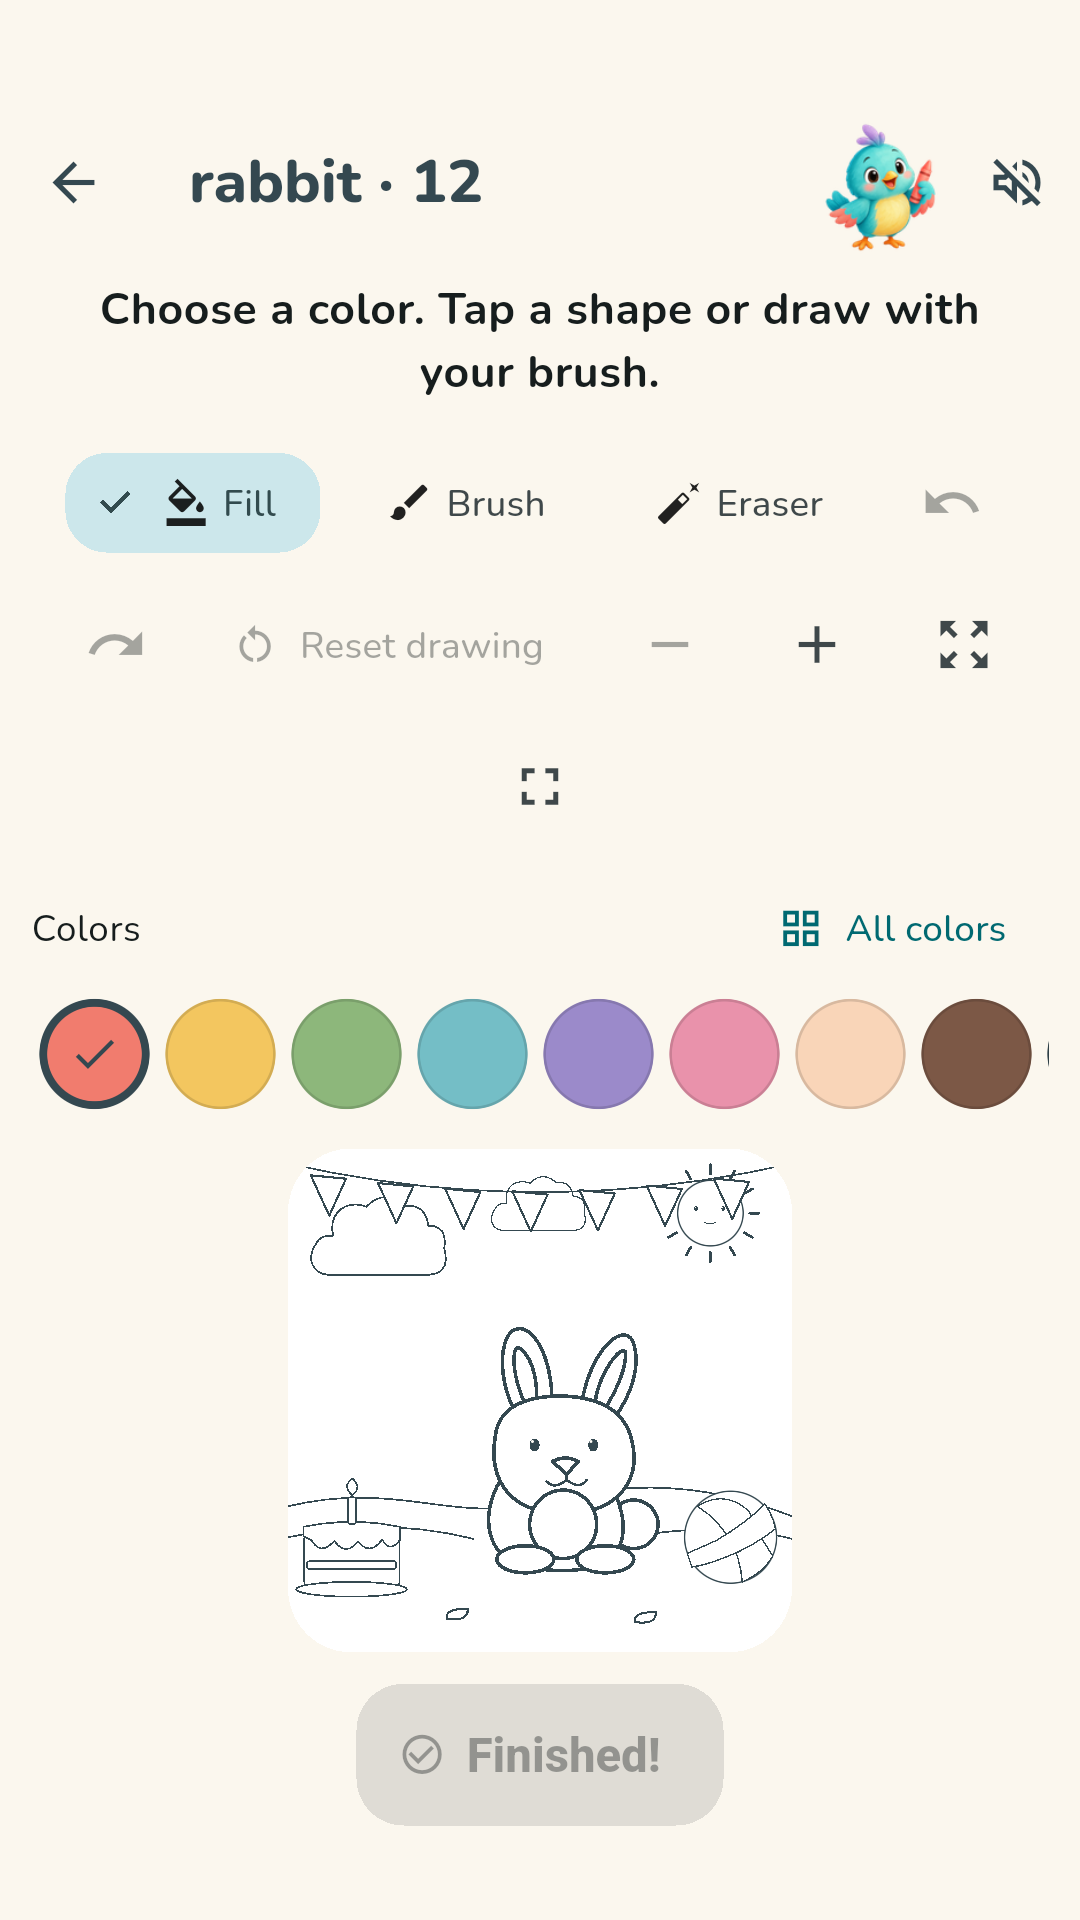 rabbit · 12
Choose a color. Tap a shape or draw with
your brush.
Fill
Brush
Eraser
Reset drawing
Colors
All colors
Finished!